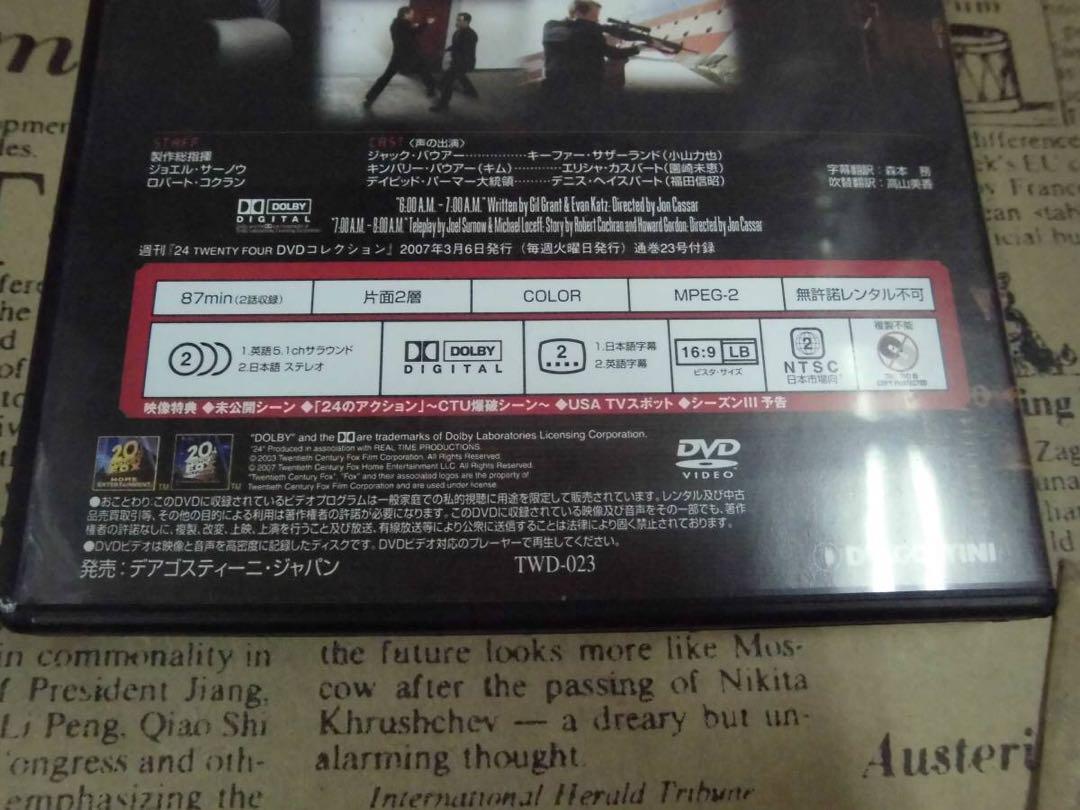 STAFF
製作総指揮
ジョエル・サーノウ
ロバート・コクラン
CAST〈声の出演〉
ジャック・バウアー……………キーファー・サザーランド(小山力也)
キンバリー・バウアー(キム)…………エリシャ・カスバート(園崎未恵)
デイビッド・パーマー大統領………デニス・ヘイスバート(福田信昭)
字幕翻訳:森本 務
吹替翻訳:高山美香
DOLBY
DIGITAL
"6:00 A.M. - 7:00 A.M." Written by Gil Grant & Evan Katz; Directed by Jon Cassar
"7:00 A.M. - 8:00 A.M." Teleplay by Joel Surnow & Michael Loceff; Story by Robert Cochran and Howard Gordon; Directed by Jon Cassar
週刊『24 TWENTY FOUR DVDコレクション』2007年3月6日発行(毎週火曜日発行)通巻23号付録
87min(2話収録)
片面2層
COLOR
MPEG-2
無許諾レンタル不可
2
1.英語5.1chサラウンド
2.日本語 ステレオ
DOLBY
DIGITAL
2
1.日本語字幕
2.英語字幕
16:9 LB
ビスタ・サイズ
2
NTSC
日本市場向
複製不能
COPY PROTECTED
映像特典 ◆未公開シーン ◆「24のアクション」~CTU爆破シーン~ ◆USA TVスポット ◆シーズンIII 予告
20
FOX
HOME
ENTERTAINMENT
TM
20
TM
"DOLBY" and the DD are trademarks of Dolby Laboratories Licensing Corporation.
"24" Produced in association with REAL TIME PRODUCTIONS.
© 2003 Twentieth Century Fox Film Corporation. All Rights Reserved.
© 2007 Twentieth Century Fox Home Entertainment LLC. All Rights Reserved.
"Twentieth Century Fox", "Fox" and their associated logos are the property of
Twentieth Century Fox Film Corporation and are used under license.
DVD
VIDEO
●おことわり:このDVDに収録されているビデオプログラムは一般家庭での私的視聴に用途を限定して販売されています。レンタル及び中古
品売買取引等、その他の目的による利用は著作権者の許諾が必要になります。このDVDに収録されている映像及び音声をその一部でも、著作
権者の許諾なしに、複製、改変、上映、上演を行うこと及び放送、有線放送等により公衆に送信することは法律により固く禁止されております。
●DVDビデオは映像と音声を高密度に記録したディスクです。DVDビデオ対応のプレーヤーで再生してください。
発売:デアゴスティーニ・ジャパン
TWD-023
DEAGOSTINI
in commonality in
f President Jiang,
Li Peng, Qiao Shi
ongress and oth-
emphasizing the
the future looks more like Mos-
cow after the passing of Nikita
Khrushchev — a dreary but un-
alarming thought.
International Herald Tribune
Austeri